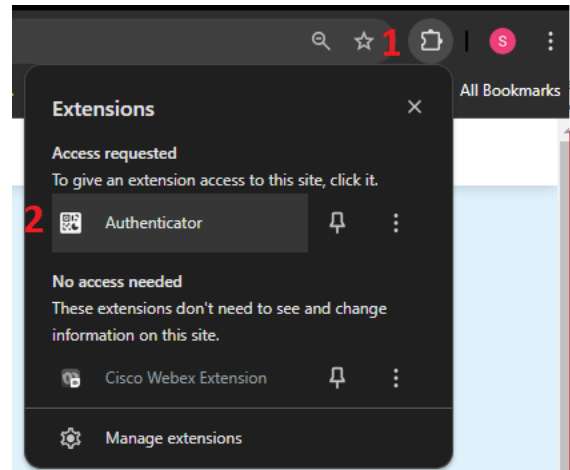 1
S
All Bookmarks
Extensions
Access requested
To give an extension access to this site, click it.
2
Authenticator
No access needed
These extensions don't need to see and change
information on this site.
Cisco Webex Extension
Manage extensions